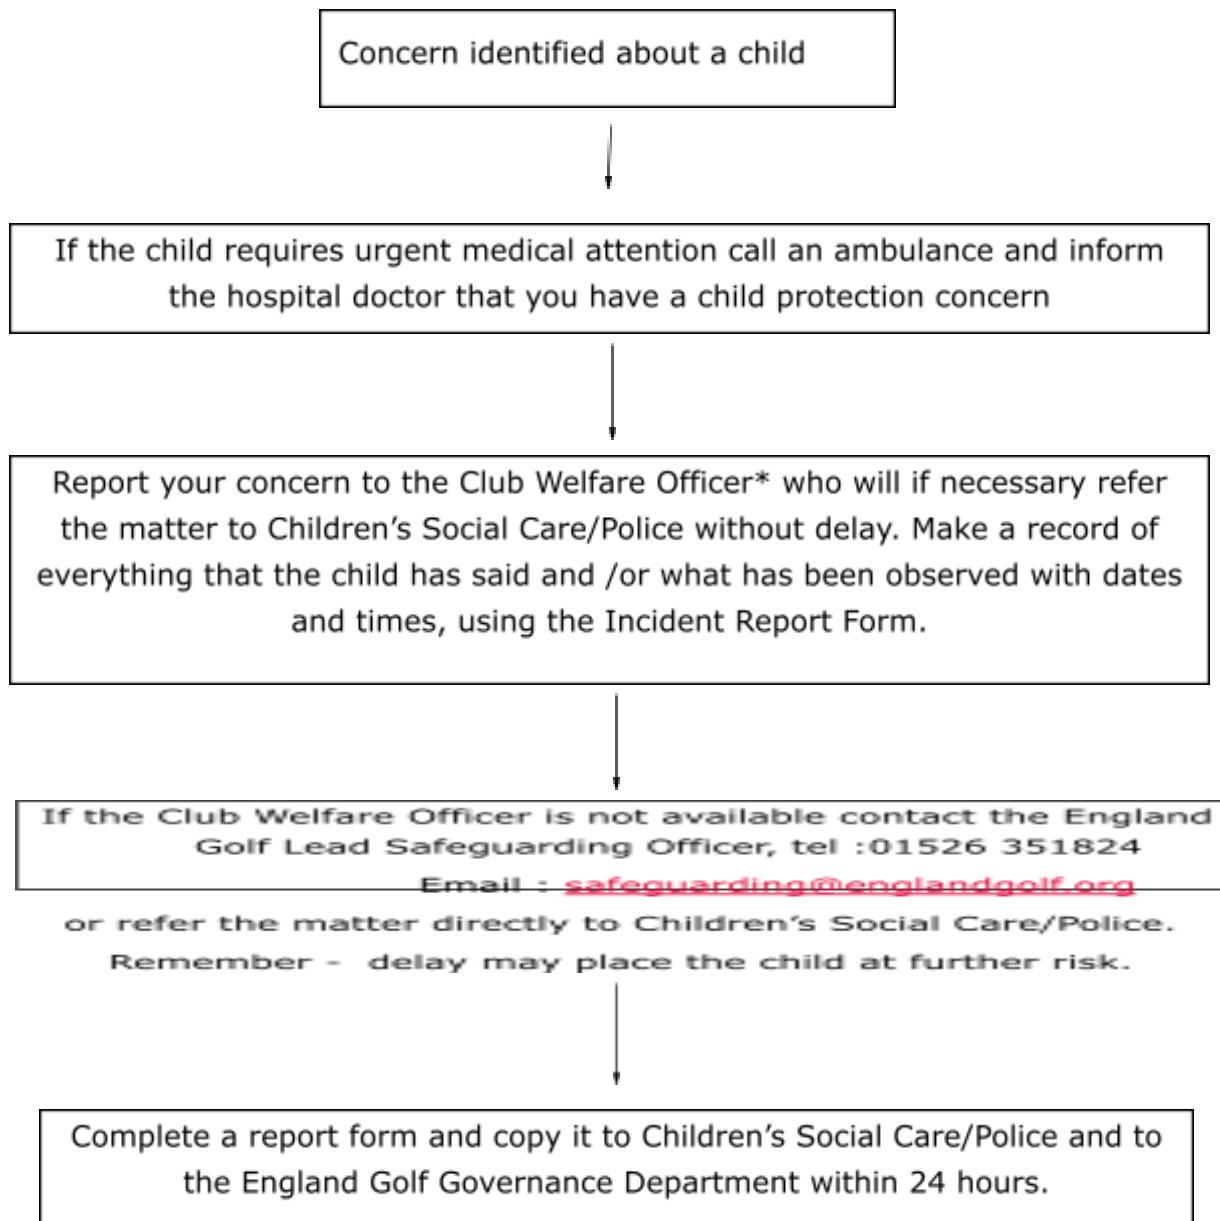 Concern identified about a child
If the child requires urgent medical attention call an ambulance and inform
the hospital doctor that you have a child protection concern
Report your concern to the Club Welfare Officer* who will if necessary refer
the matter to Children’s Social Care/Police without delay. Make a record of
everything that the child has said and /or what has been observed with dates
and times, using the Incident Report Form.
If the Club Welfare Officer is not available contact the England
Golf Lead Safeguarding Officer, tel :01526 351824
Email : safeguarding@englandgolf.org
or refer the matter directly to Children’s Social Care/Police.
Remember - delay may place the child at further risk.
Complete a report form and copy it to Children’s Social Care/Police and to
the England Golf Governance Department within 24 hours.